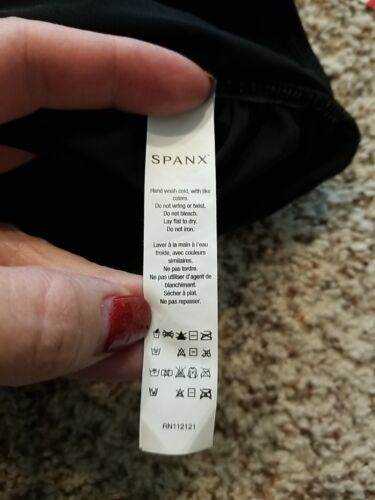 SPANX
Hand wash cold, with like
colors.
Do not wring or twist.
Do not bleach.
Lay flat to dry.
Do not iron.
Laver à la main à l'eau
froide, avec couleurs
similaires.
Ne pas tordre.
Ne pas utiliser d'agent de
blanchiment.
Sécher à plat.
Ne pas repasser.
RN112121